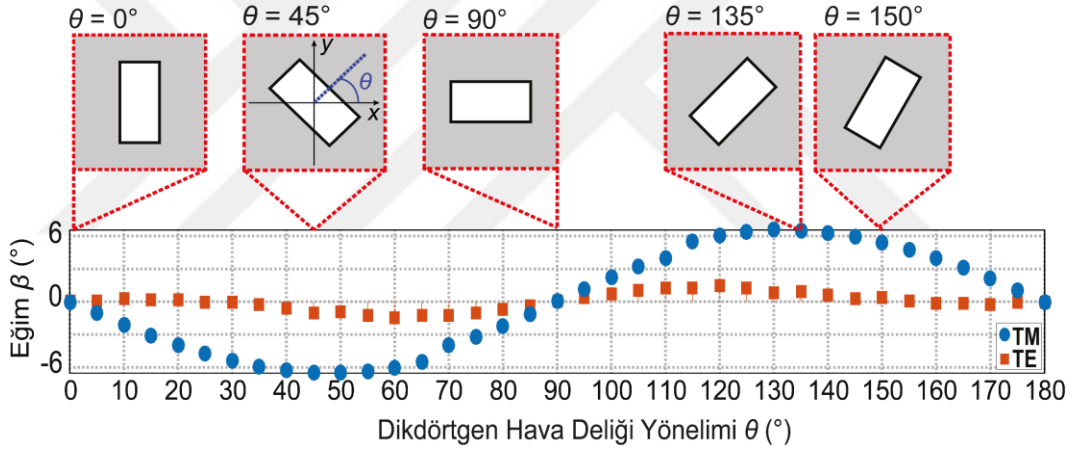 θ = 0°
θ = 45°
θ = 90°
θ = 135°
θ = 150°
y
θ
x
Eğim β (°)
6
0
-6
TM
TE
0 10 20 30 40 50 60 70 80 90 100 110 120 130 140 150 160 170 180
Dikdörtgen Hava Deliği Yönelimi θ (°)